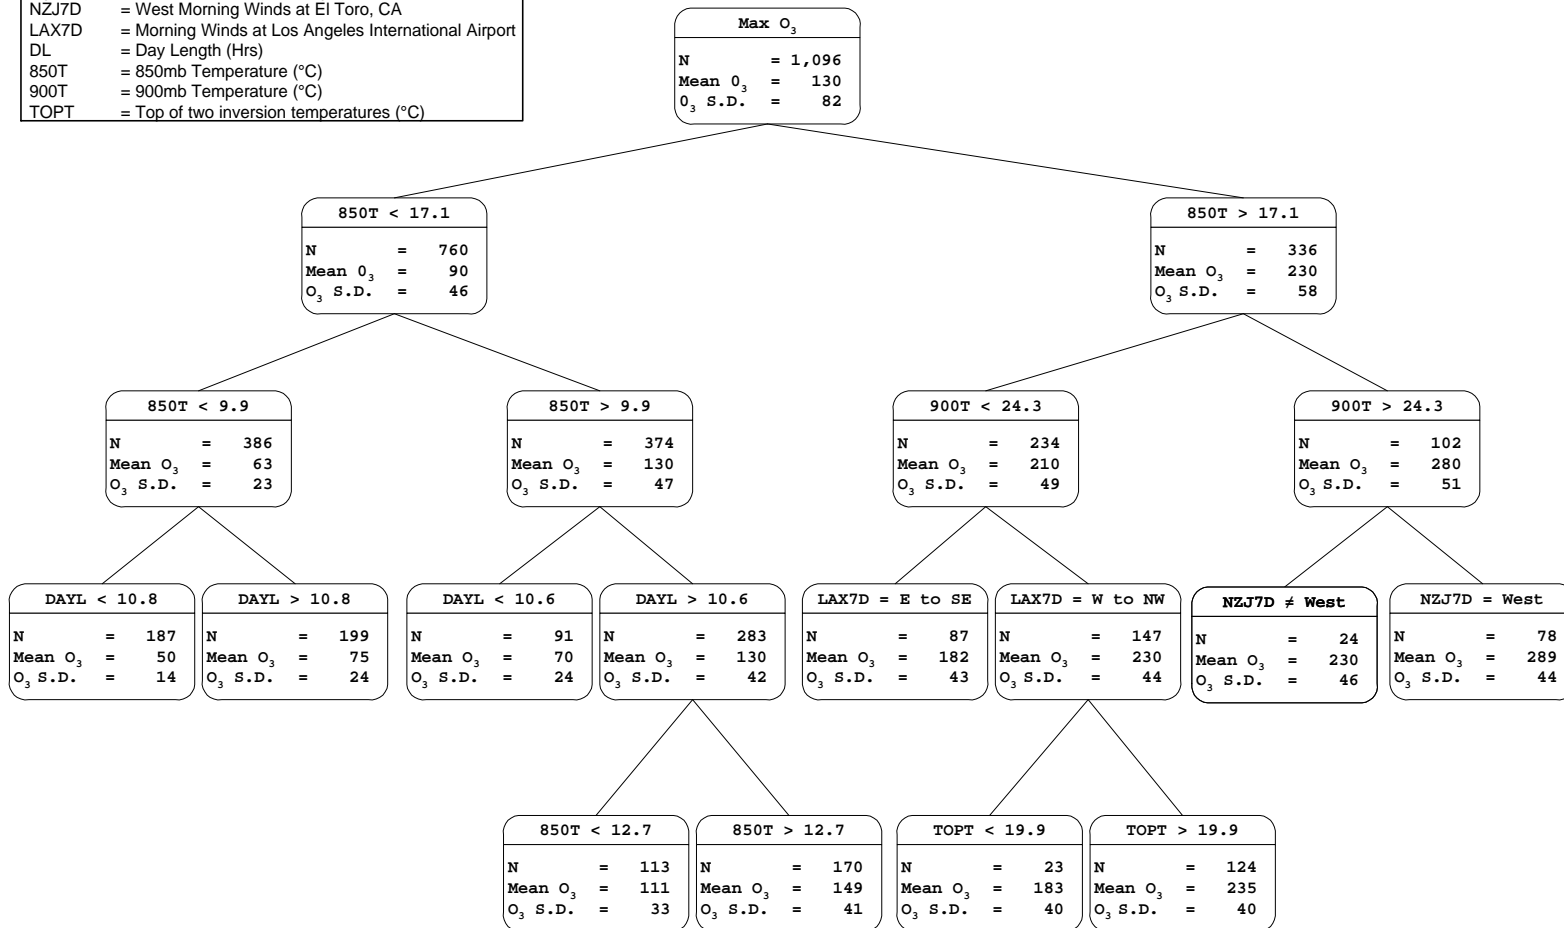 NZJ7D = West Morning Winds at El Toro, CA
LAX7D = Morning Winds at Los Angeles International Airport
DL = Day Length (Hrs)
850T = 850mb Temperature (°C)
900T = 900mb Temperature (°C)
TOPT = Top of two inversion temperatures (°C)
Max O₃
N = 1,096
Mean 0₃ = 130
0₃ S.D. = 82
850T < 17.1
N = 760
Mean 0₃ = 90
O₃ S.D. = 46
850T > 17.1
N = 336
Mean O₃ = 230
O₃ S.D. = 58
850T < 9.9
N = 386
Mean O₃ = 63
O₃ S.D. = 23
850T > 9.9
N = 374
Mean O₃ = 130
O₃ S.D. = 47
900T < 24.3
N = 234
Mean O₃ = 210
O₃ S.D. = 49
900T > 24.3
N = 102
Mean O₃ = 280
O₃ S.D. = 51
DAYL < 10.8
N = 187
Mean O₃ = 50
O₃ S.D. = 14
DAYL > 10.8
N = 199
Mean O₃ = 75
O₃ S.D. = 24
DAYL < 10.6
N = 91
Mean O₃ = 70
O₃ S.D. = 24
DAYL > 10.6
N = 283
Mean O₃ = 130
O₃ S.D. = 42
LAX7D = E to SE
N = 87
Mean O₃ = 182
O₃ S.D. = 43
LAX7D = W to NW
N = 147
Mean O₃ = 230
O₃ S.D. = 44
NZJ7D ≠ West
N = 24
Mean O₃ = 230
O₃ S.D. = 46
NZJ7D = West
N = 78
Mean O₃ = 289
O₃ S.D. = 44
850T < 12.7
N = 113
Mean O₃ = 111
O₃ S.D. = 33
850T > 12.7
N = 170
Mean O₃ = 149
O₃ S.D. = 41
TOPT < 19.9
N = 23
Mean O₃ = 183
O₃ S.D. = 40
TOPT > 19.9
N = 124
Mean O₃ = 235
O₃ S.D. = 40